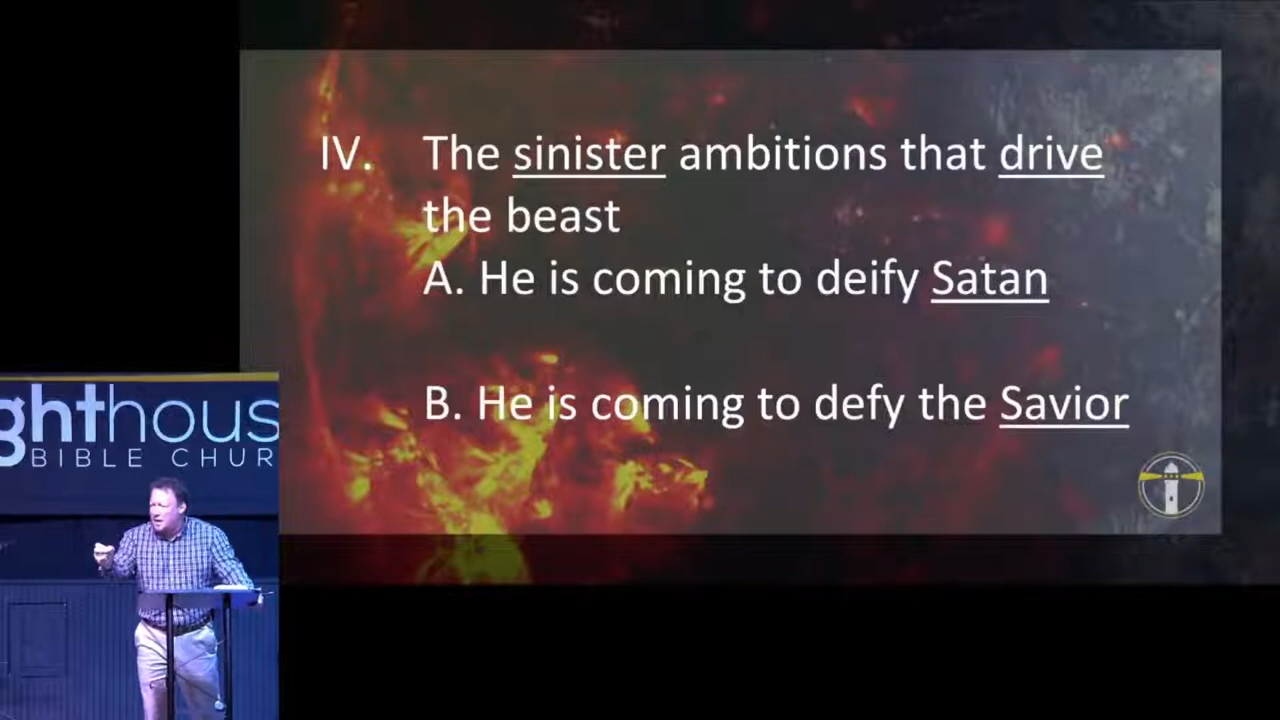 IV. The sinister ambitions that drive
the beast
A. He is coming to deify Satan
B. He is coming to defy the Savior
ghthous
BIBLE CHUR